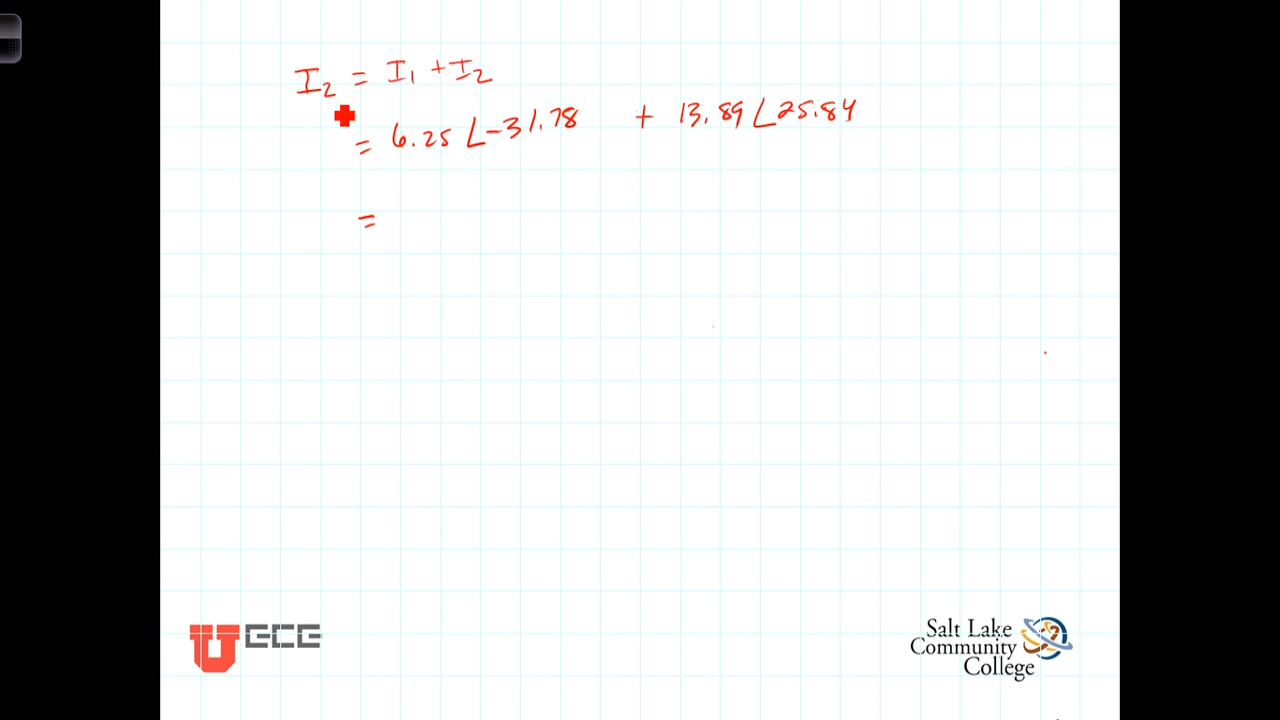 I₂ = I₁ + I₂
= 6.25 ∠-31.78 + 13.89 ∠25.84
=
U ECE
Salt Lake
Community
College